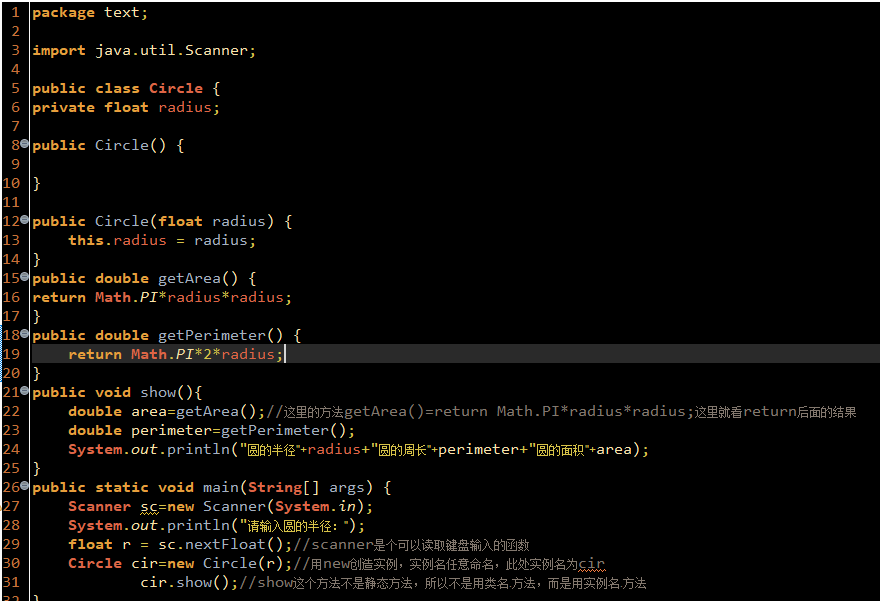 1 package text;
2
3 import java.util.Scanner;
4
5 public class Circle {
6 private float radius;
7
8 public Circle() {
9
10 }
11
12 public Circle(float radius) {
13 this.radius = radius;
14 }
15 public double getArea() {
16 return Math.PI*radius*radius;
17 }
18 public double getPerimeter() {
19 return Math.PI*2*radius;
20 }
21 public void show(){
22 double area=getArea();//这里的方法getArea()=return Math.PI*radius*radius;这里就看return后面的结果
23 double perimeter=getPerimeter();
24 System.out.println("圆的半径"+radius+"圆的周长"+perimeter+"圆的面积"+area);
25 }
26 public static void main(String[] args) {
27 Scanner sc=new Scanner(System.in);
28 System.out.println("请输入圆的半径：");
29 float r = sc.nextFloat();//scanner是个可以读取键盘输入的函数
30 Circle cir=new Circle(r);//用new创造实例，实例名任意命名，此处实例名为cir
31 cir.show();//show这个方法不是静态方法，所以不是用类名.方法，而是用实例名.方法
32 }